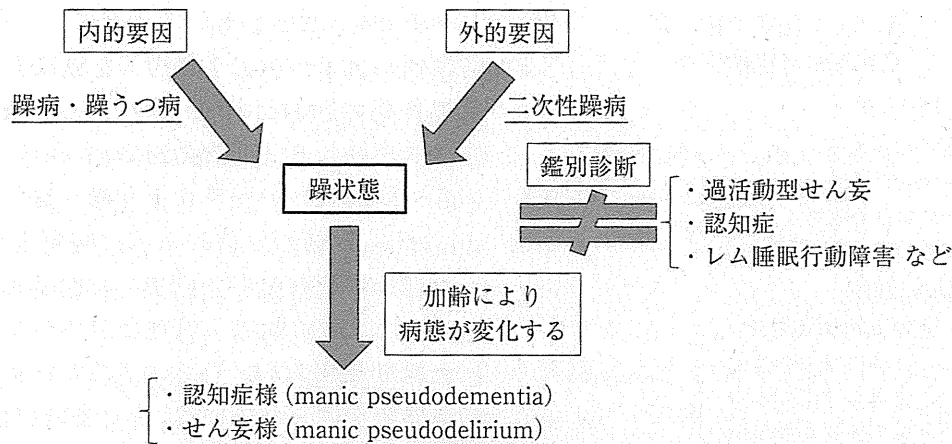 内的要因
外的要因
躁病・躁うつ病
二次性躁病
躁状態
鑑別診断
・過活動型せん妄
・認知症
・レム睡眠行動障害 など
加齢により
病態が変化する
・認知症様 (manic pseudodementia)
・せん妄様 (manic pseudodelirium)